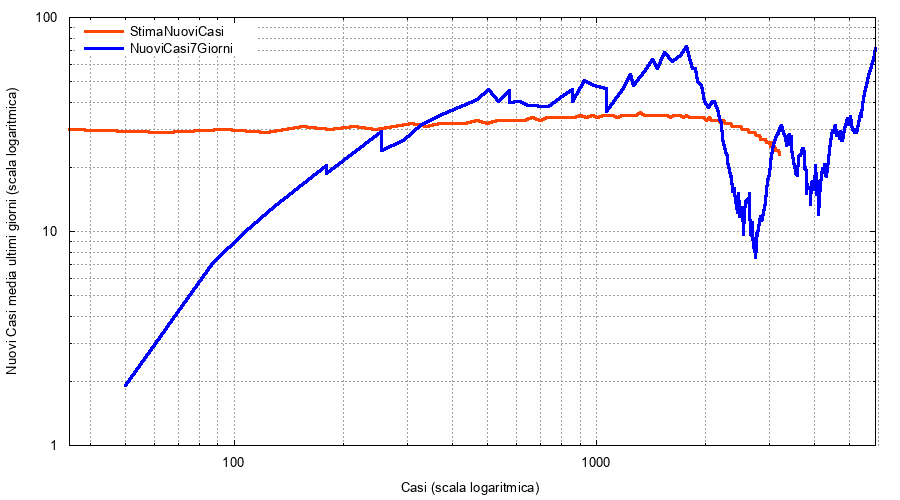 100
StimaNuoviCasi
NuoviCasi7Giorni
Nuovi Casi media ultimi giorni (scala logaritmica)
10
1
100
1000
Casi (scala logaritmica)